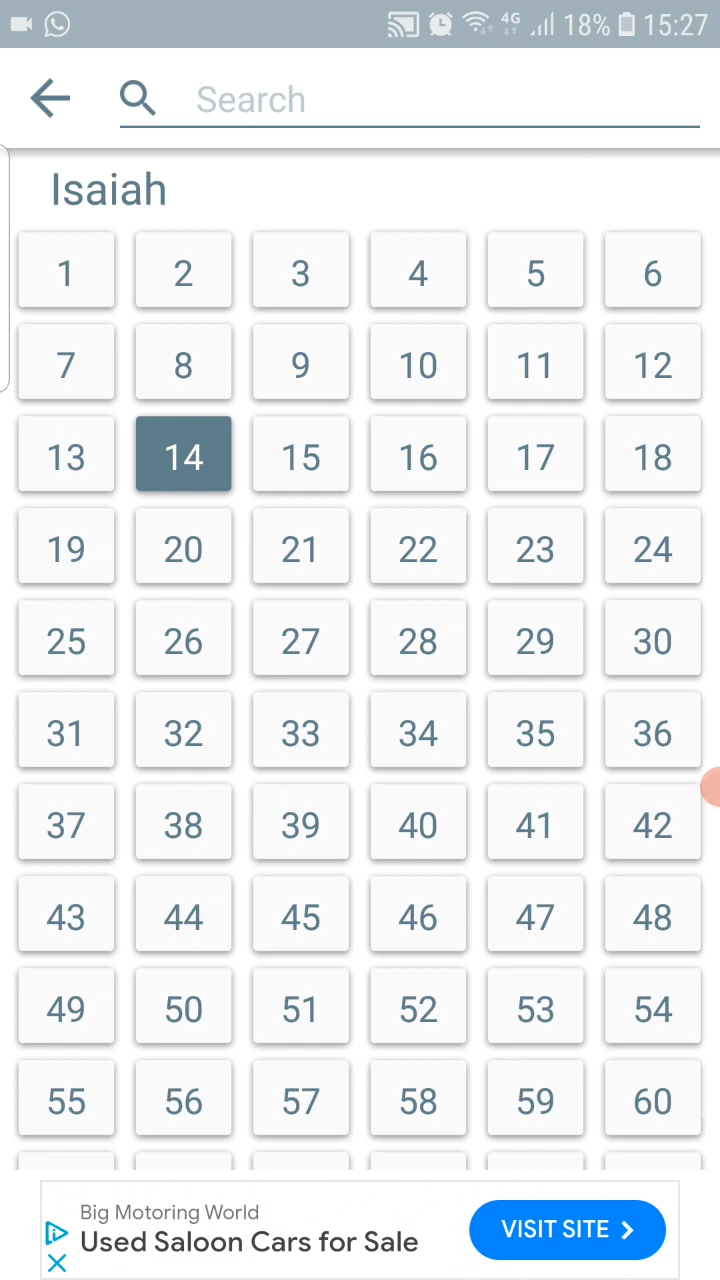 4G 18% 15:27
Search
Isaiah
1 2 3 4 5 6
7 8 9 10 11 12
13 14 15 16 17 18
19 20 21 22 23 24
25 26 27 28 29 30
31 32 33 34 35 36
37 38 39 40 41 42
43 44 45 46 47 48
49 50 51 52 53 54
55 56 57 58 59 60
Big Motoring World
Used Saloon Cars for Sale
VISIT SITE